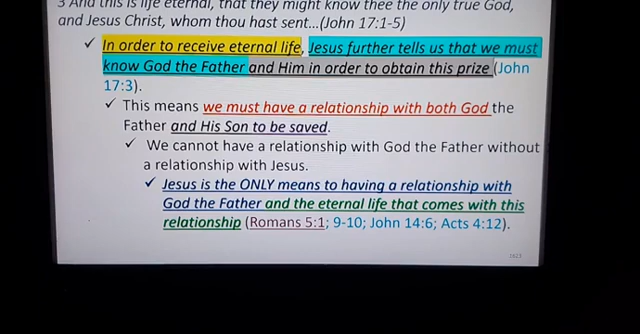 3 And this is life eternal, that they might know thee the only true God,
and Jesus Christ, whom thou hast sent...(John 17:1-5)
✓ In order to receive eternal life, Jesus further tells us that we must
know God the Father and Him in order to obtain this prize (John
17:3).
✓ This means we must have a relationship with both God the
Father and His Son to be saved.
✓ We cannot have a relationship with God the Father without
a relationship with Jesus.
✓ Jesus is the ONLY means to having a relationship with
God the Father and the eternal life that comes with this
relationship (Romans 5:1; 9-10; John 14:6; Acts 4:12).